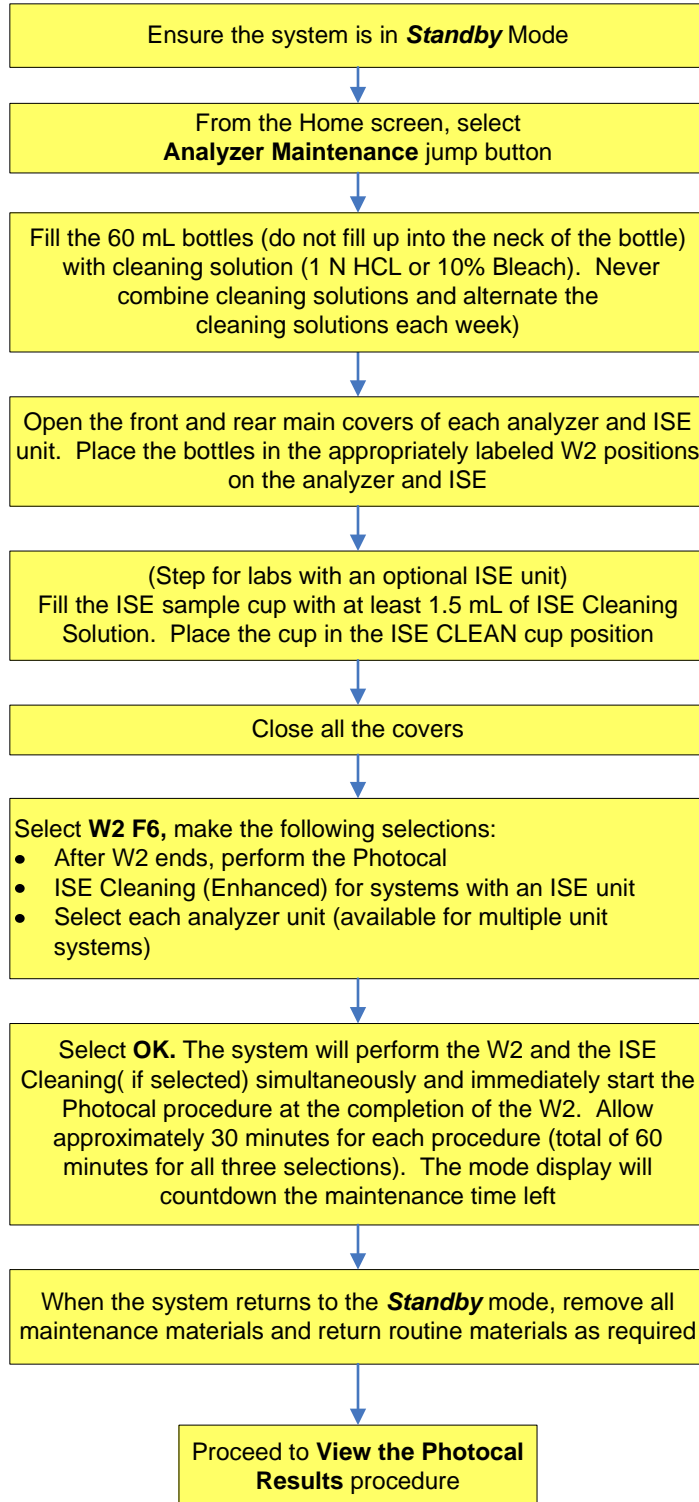 Ensure the system is in Standby Mode
From the Home screen, select
Analyzer Maintenance jump button
Fill the 60 mL bottles (do not fill up into the neck of the bottle)
with cleaning solution (1 N HCL or 10% Bleach).  Never
combine cleaning solutions and alternate the
cleaning solutions each week)
Open the front and rear main covers of each analyzer and ISE
unit.  Place the bottles in the appropriately labeled W2 positions
on the analyzer and ISE
(Step for labs with an optional ISE unit)
Fill the ISE sample cup with at least 1.5 mL of ISE Cleaning
Solution.  Place the cup in the ISE CLEAN cup position
Close all the covers
Select W2 F6, make the following selections:
• After W2 ends, perform the Photocal
• ISE Cleaning (Enhanced) for systems with an ISE unit
• Select each analyzer unit (available for multiple unit
systems)
Select OK. The system will perform the W2 and the ISE
Cleaning( if selected) simultaneously and immediately start the
Photocal procedure at the completion of the W2.  Allow
approximately 30 minutes for each procedure (total of 60
minutes for all three selections).  The mode display will
countdown the maintenance time left
When the system returns to the Standby mode, remove all
maintenance materials and return routine materials as required
Proceed to View the Photocal
Results procedure